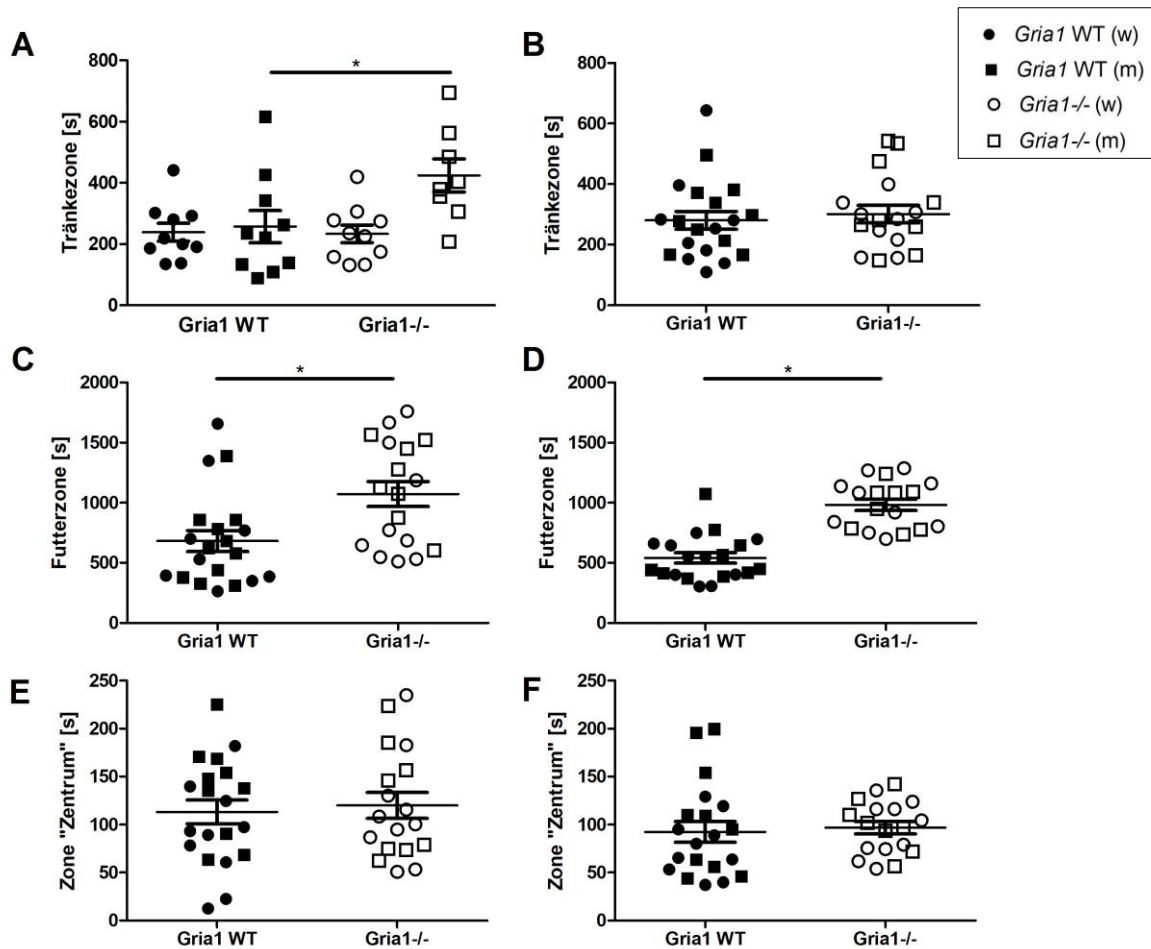 A
B
Gria1 WT (w)
Gria1 WT (m)
Gria1-/- (w)
Gria1-/- (m)
Tränkezone [s]
800
600
400
200
0
*
Gria1 WT
Gria1-/-
Tränkezone [s]
800
600
400
200
0
Gria1 WT
Gria1-/-
C
Futterzone [s]
2000
1500
1000
500
0
*
Gria1 WT
Gria1-/-
D
Futterzone [s]
2000
1500
1000
500
0
*
Gria1 WT
Gria1-/-
E
Zone "Zentrum" [s]
250
200
150
100
50
0
Gria1 WT
Gria1-/-
F
Zone "Zentrum" [s]
250
200
150
100
50
0
Gria1 WT
Gria1-/-